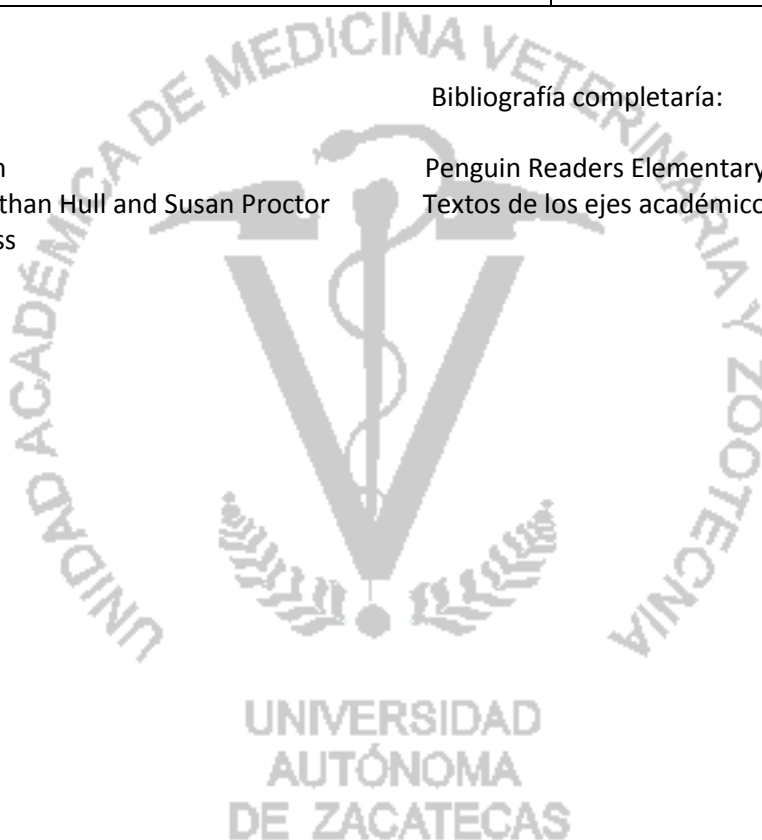 Bibliografía completaría:
n
Penguin Readers Elementary
than Hull and Susan Proctor
Textos de los ejes académico
ss
UNIDAD ACADÉMICA DE MEDICINA VETERINARIA Y ZOOTECNIA
UNIVERSIDAD
AUTÓNOMA
DE ZACATECAS